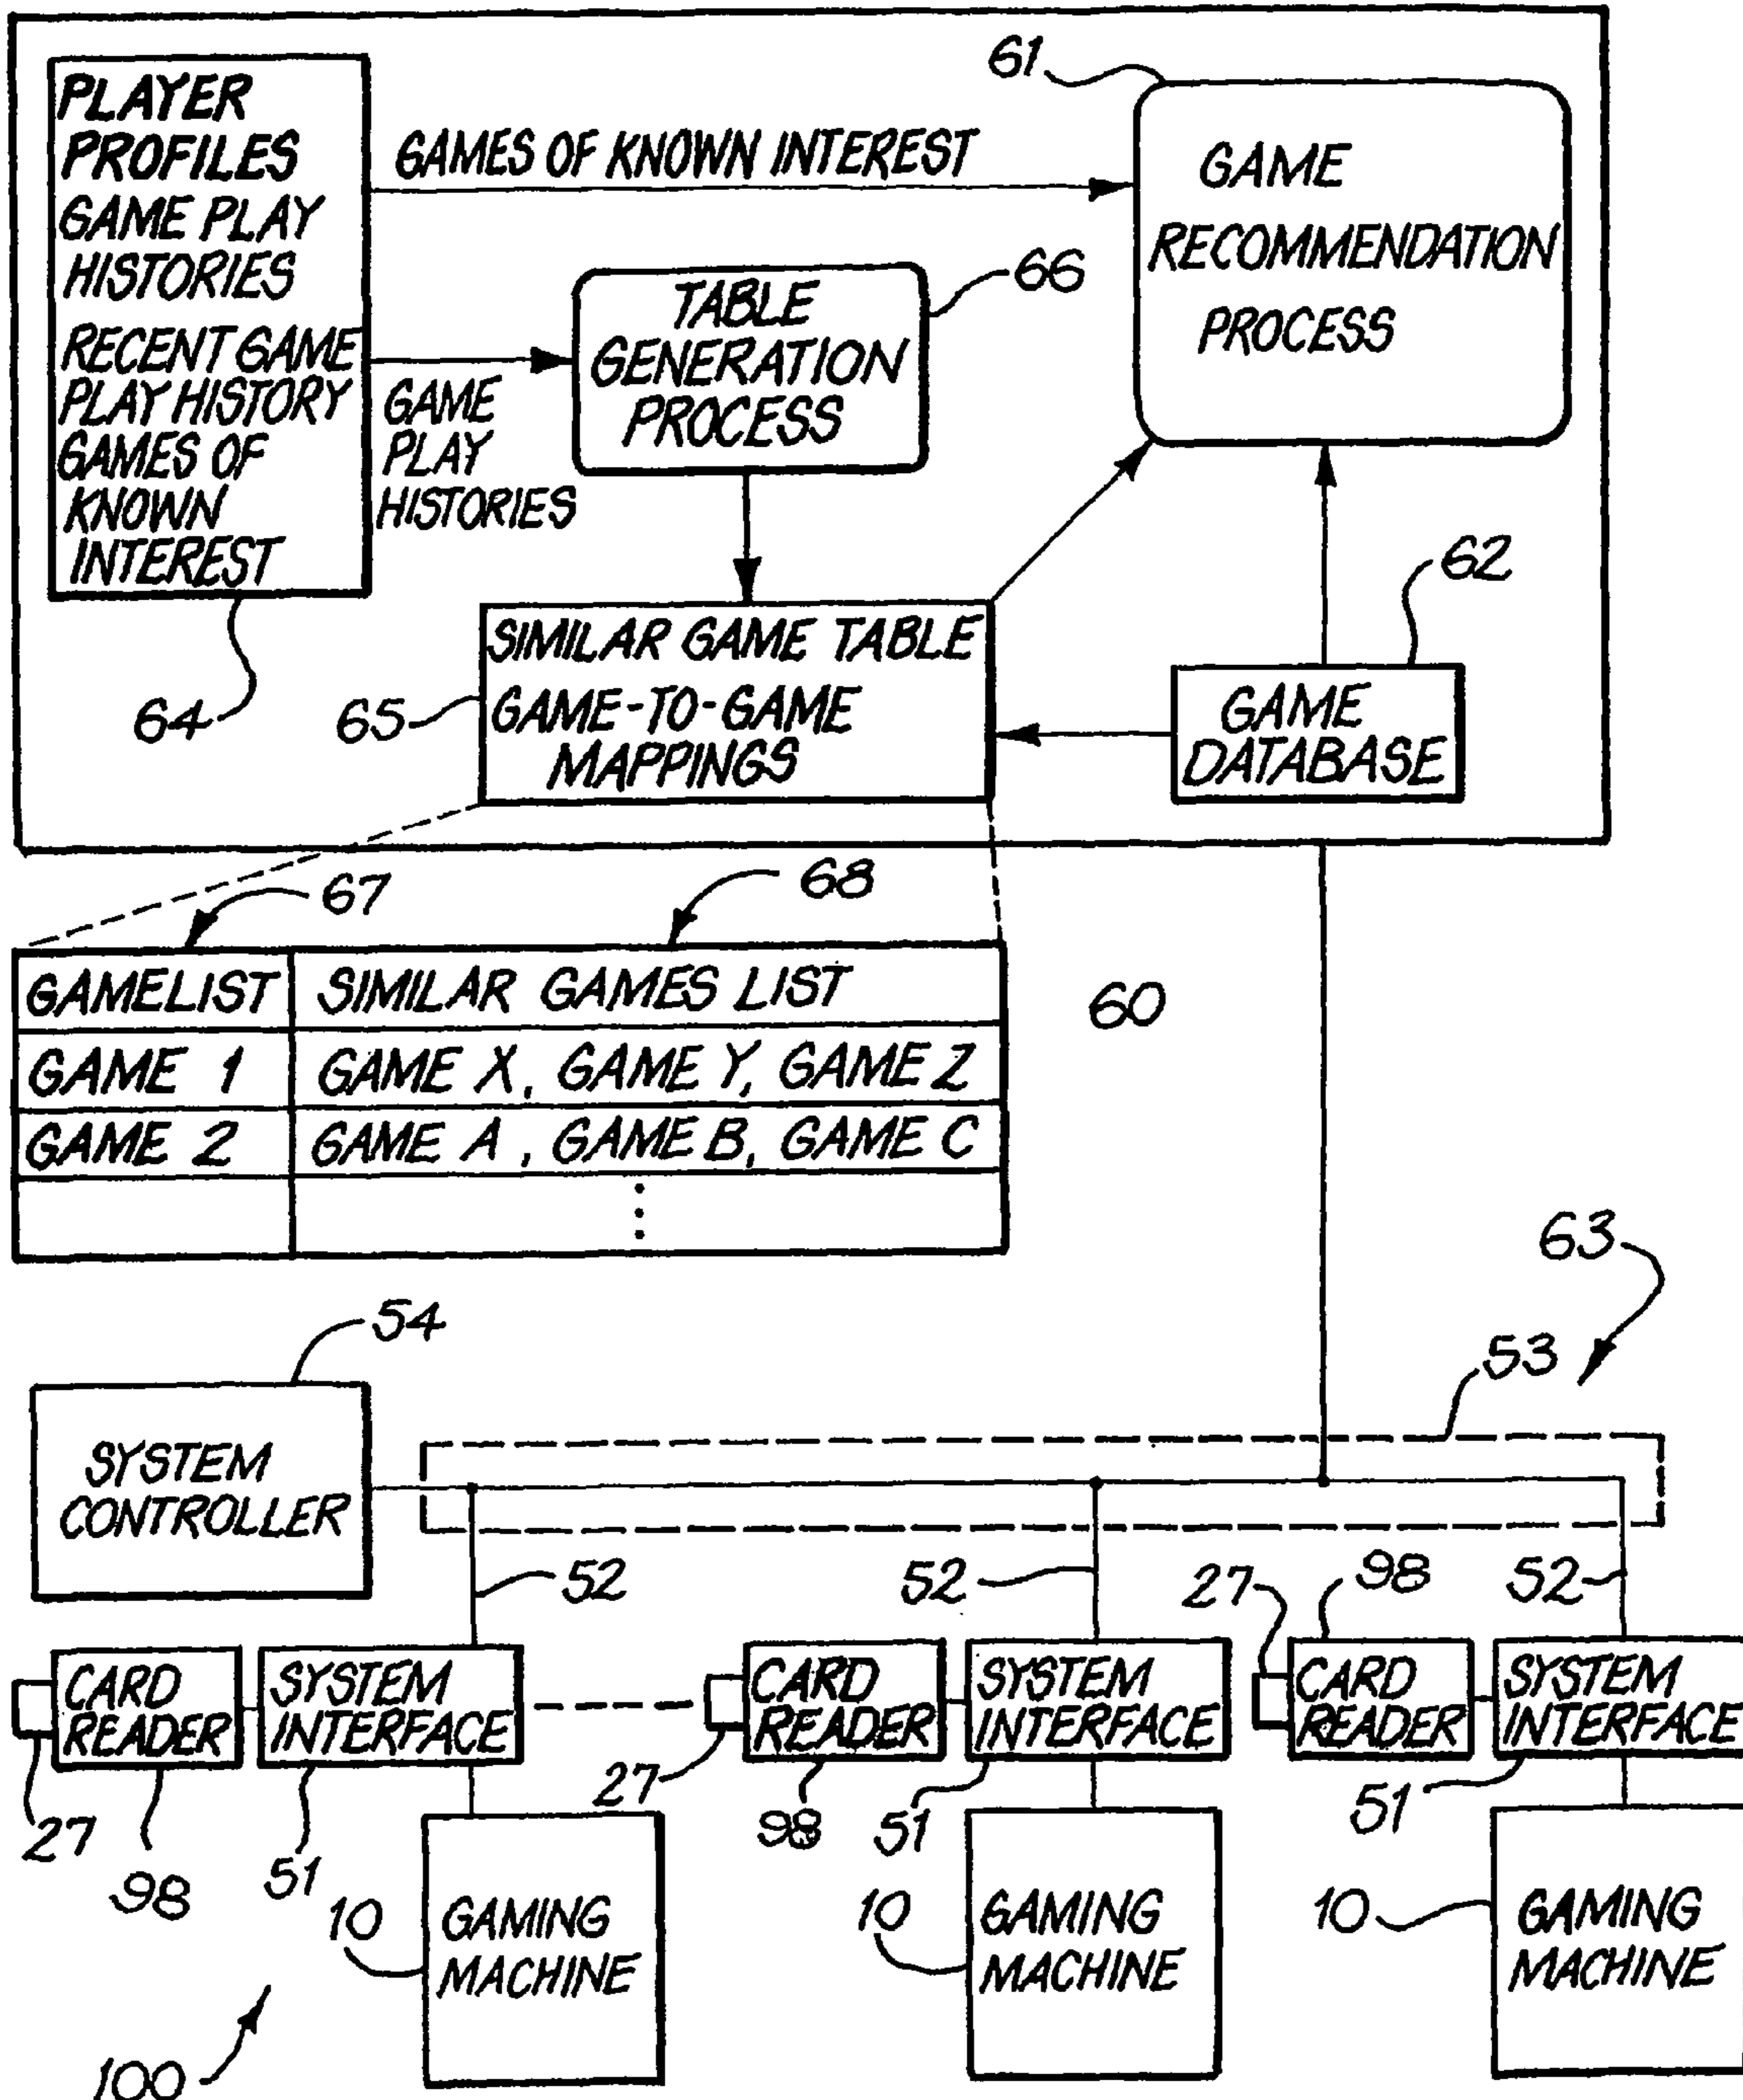 61
PLAYER
PROFILES
GAME PLAY
HISTORIES
RECENT GAME
PLAY HISTORY
GAMES OF
KNOWN
INTEREST
GAMES OF KNOWN INTEREST
GAME
RECOMMENDATION
PROCESS
66
TABLE
GENERATION
PROCESS
GAME
PLAY
HISTORIES
62
64
65
SIMILAR GAME TABLE
GAME-TO-GAME
MAPPINGS
GAME
DATABASE
67
68
GAMELIST SIMILAR GAMES LIST
GAME 1 GAME X, GAME Y, GAME Z
GAME 2 GAME A, GAME B, GAME C
60
63
54
53
SYSTEM
CONTROLLER
52
52
27
98
52
CARD
READER
SYSTEM
INTERFACE
CARD
READER
SYSTEM
INTERFACE
CARD
READER
SYSTEM
INTERFACE
27
98
51
27
98
51
51
10
GAMING
MACHINE
10
GAMING
MACHINE
10
GAMING
MACHINE
100